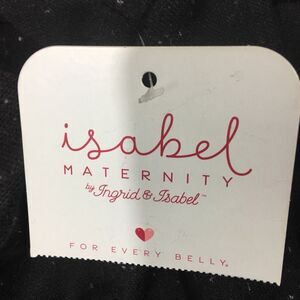 isabel
MATERNITY
by Ingrid & Isabel™
FOR EVERY BELLY®